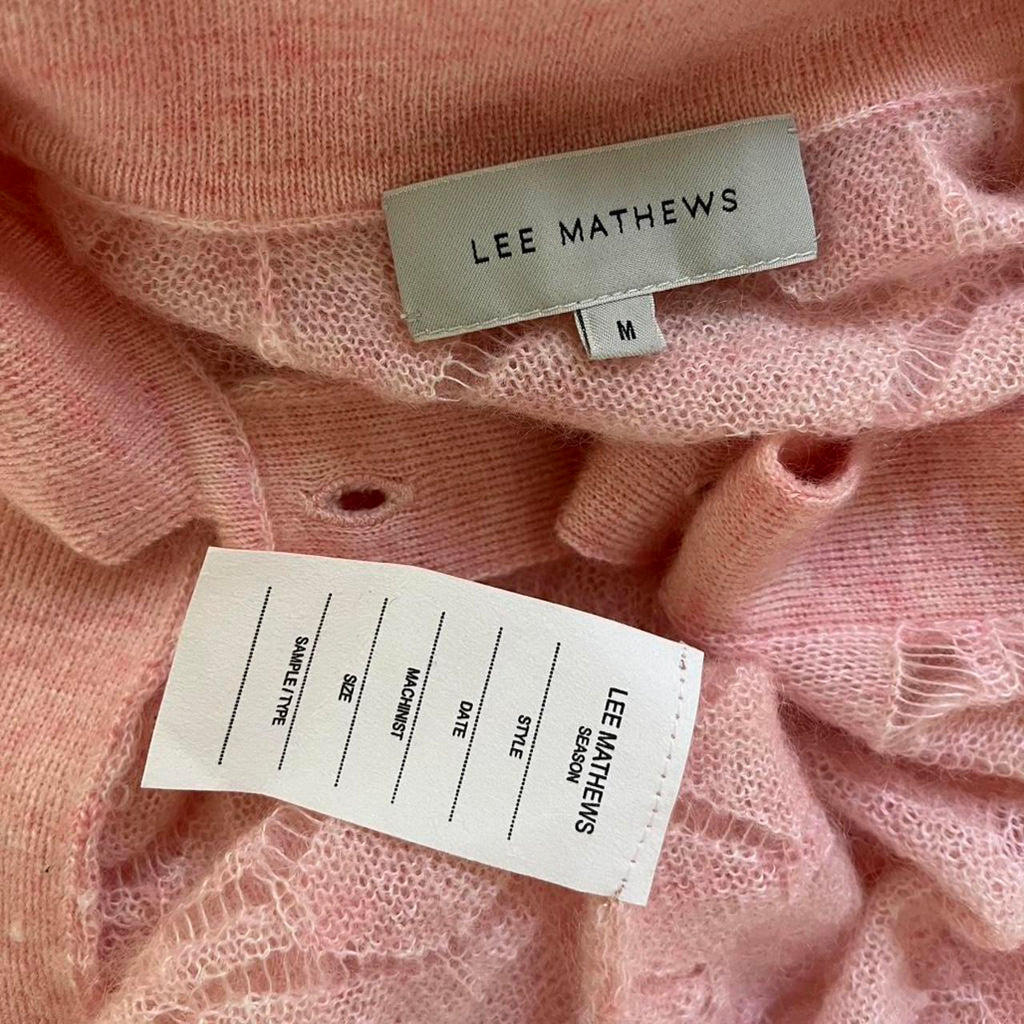 LEE MATHEWS
M
LEE MATHEWS
SEASON
STYLE
DATE
MACHINIST
SIZE
SAMPLE / TYPE